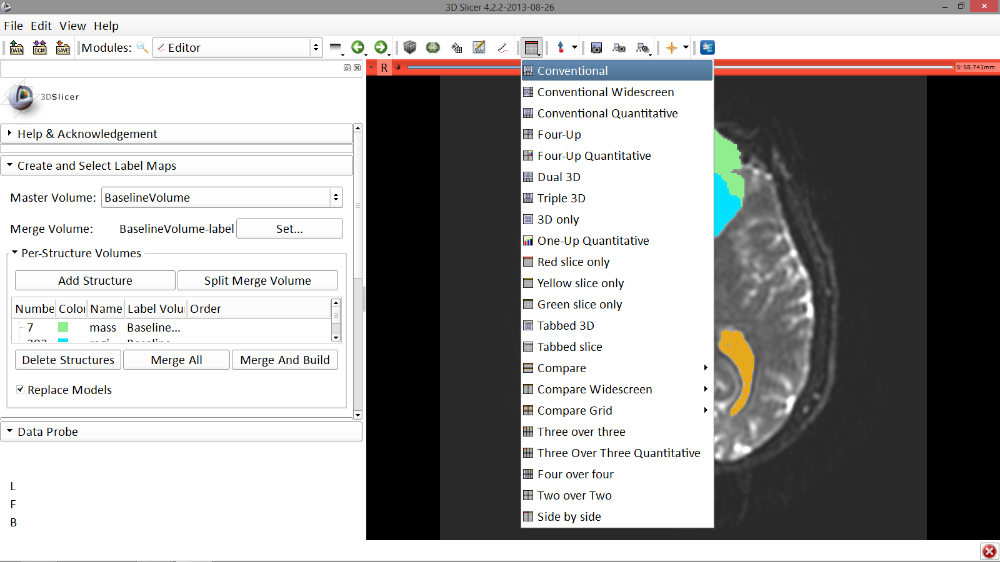 3D Slicer 4.2.2-2013-08-26
File Edit View Help
DATA DCM SAVE Modules: Editor
R S: 58.741mm
3DSlicer
Help & Acknowledgement
Create and Select Label Maps
Master Volume: BaselineVolume
Merge Volume: BaselineVolume-label Set...
Per-Structure Volumes
Add Structure Split Merge Volume
Numbe Color Name Label Volu Order
7 mass Baseline...
Delete Structures Merge All Merge And Build
Replace Models
Data Probe
L
F
B
Conventional
Conventional Widescreen
Conventional Quantitative
Four-Up
Four-Up Quantitative
Dual 3D
Triple 3D
3D only
One-Up Quantitative
Red slice only
Yellow slice only
Green slice only
Tabbed 3D
Tabbed slice
Compare
Compare Widescreen
Compare Grid
Three over three
Three Over Three Quantitative
Four over four
Two over Two
Side by side